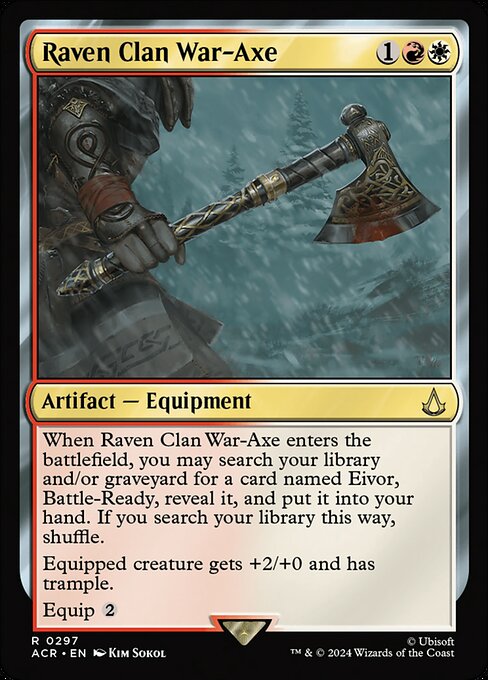 Raven Clan War-Axe 1
Artifact — Equipment
When Raven Clan War-Axe enters the
battlefield, you may search your library
and/or graveyard for a card named Eivor,
Battle-Ready, reveal it, and put it into your
hand. If you search your library this way,
shuffle.
Equipped creature gets +2/+0 and has
trample.
Equip 2
R 0297
ACR • EN Kim Sokol
© Ubisoft
™ & © 2024 Wizards of the Coast